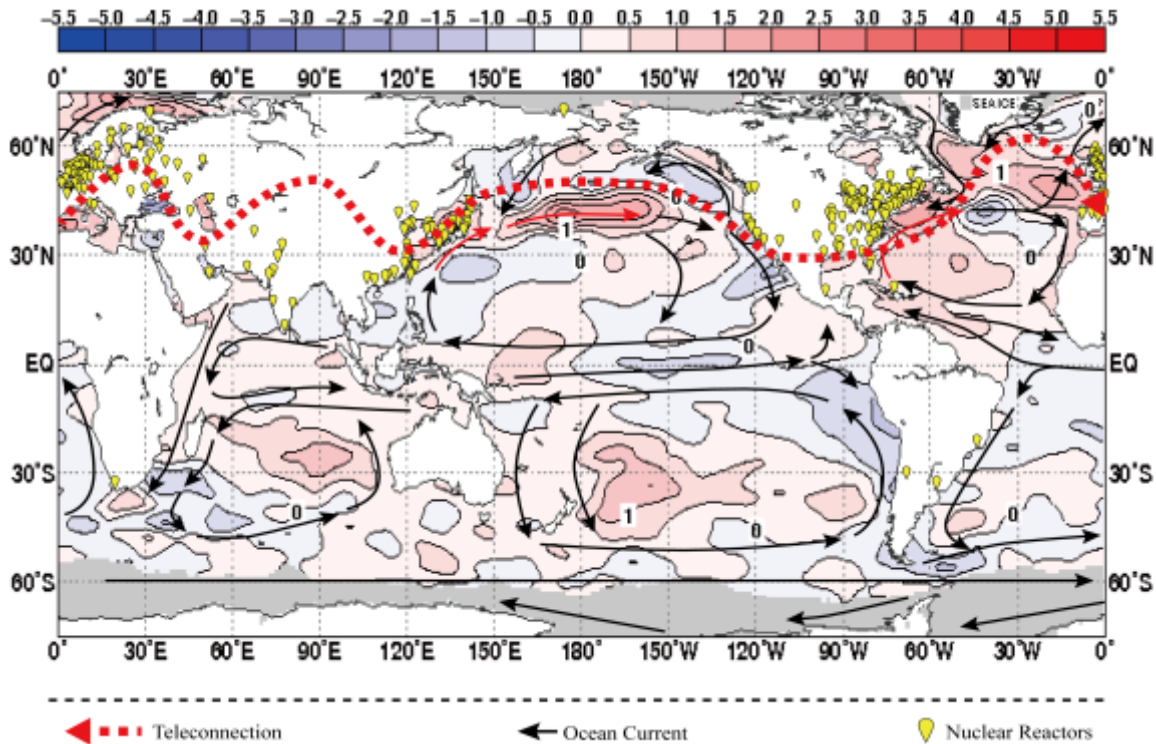 −5.5 −5.0 −4.5 −4.0 −3.5 −3.0 −2.5 −2.0 −1.5 −1.0 −0.5 0.0 0.5 1.0 1.5 2.0 2.5 3.0 3.5 4.0 4.5 5.0 5.5
0° 30°E 60°E 90°E 120°E 150°E 180° 150°W 120°W 90°W 60°W 30°W 0°
SEA ICE 0
60°N 60°N
1
0
1
30°N 0 0 30°N
0
EQ EQ
30°S 30°S
0 1 0 0
60°S 60°S
0° 30°E 60°E 90°E 120°E 150°E 180° 150°W 120°W 90°W 60°W 30°W 0°
Teleconnection Ocean Current Nuclear Reactors